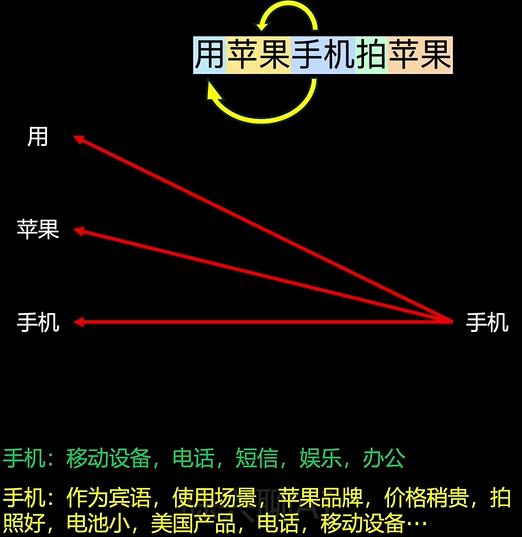 用苹果手机拍苹果
用
苹果
手机
手机
手机：移动设备，电话，短信，娱乐，办公
手机：作为宾语，使用场景，苹果品牌，价格稍贵，拍
照好，电池小，美国产品，电话，移动设备…